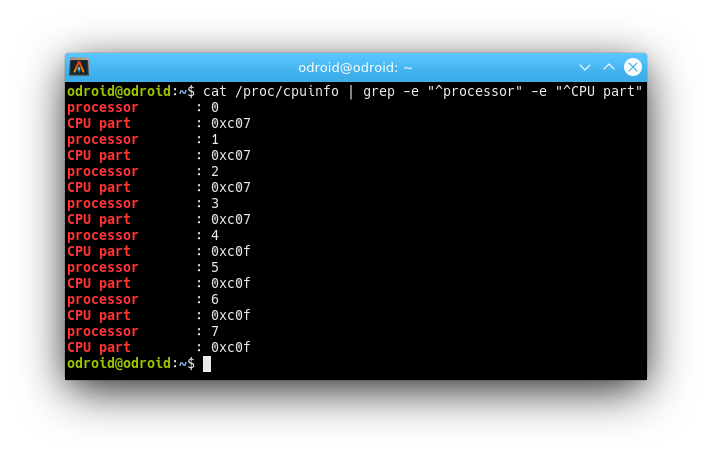 odroid@odroid: ~
odroid@odroid:~$ cat /proc/cpuinfo | grep -e "^processor" -e "^CPU part"
processor       : 0
CPU part        : 0xc07
processor       : 1
CPU part        : 0xc07
processor       : 2
CPU part        : 0xc07
processor       : 3
CPU part        : 0xc07
processor       : 4
CPU part        : 0xc0f
processor       : 5
CPU part        : 0xc0f
processor       : 6
CPU part        : 0xc0f
processor       : 7
CPU part        : 0xc0f
odroid@odroid:~$